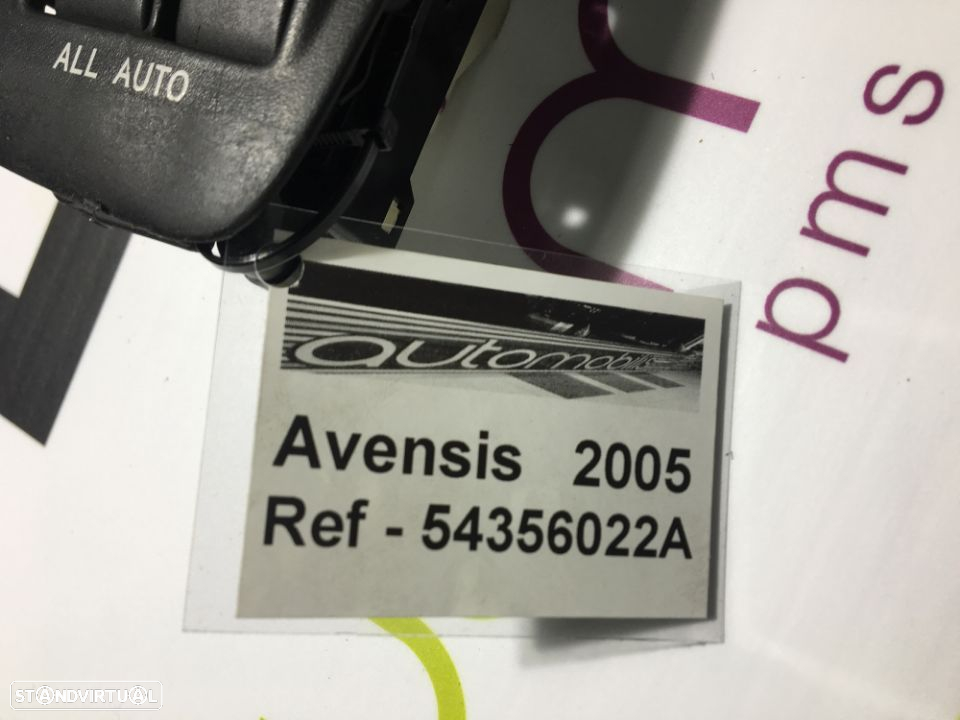 ALL AUTO
pms
automobilis
Avensis 2005
Ref - 54356022A
STANDVIRTUAL